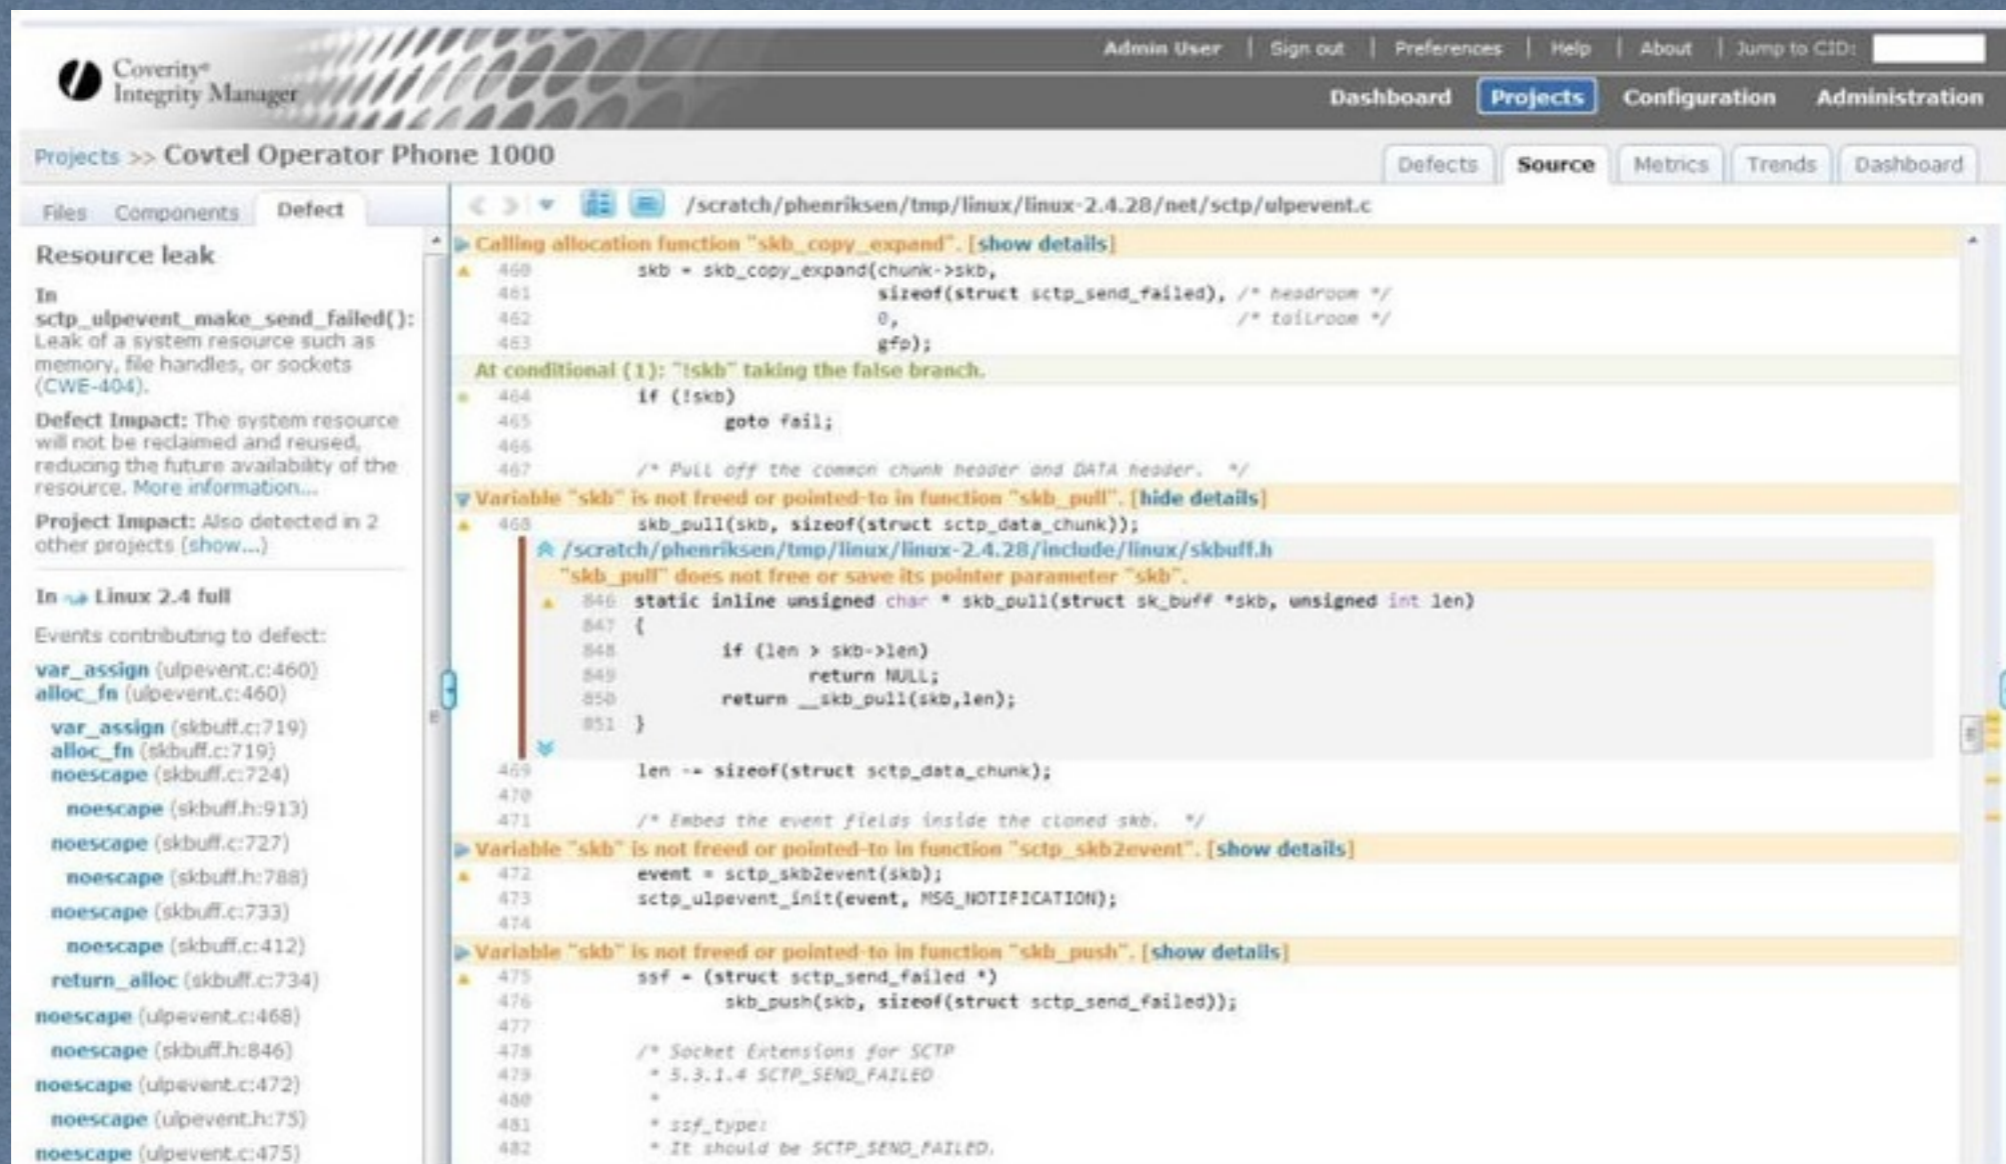 Coverity®
Integrity Manager
Admin User | Sign out | Preferences | Help | About | Jump to CID:
Dashboard Projects Configuration Administration
Projects >> Covtel Operator Phone 1000
Defects Source Metrics Trends Dashboard
Files Components Defect
Resource leak
In
sctp_ulpevent_make_send_failed():
Leak of a system resource such as
memory, file handles, or sockets
(CWE-404).
Defect Impact: The system resource
will not be reclaimed and reused,
reducing the future availability of the
resource. More information...
Project Impact: Also detected in 2
other projects (show...)
In Linux 2.4 full
Events contributing to defect:
var_assign (ulpevent.c:460)
alloc_fn (ulpevent.c:460)
var_assign (skbuff.c:719)
alloc_fn (skbuff.c:719)
noescape (skbuff.c:724)
noescape (skbuff.h:913)
noescape (skbuff.c:727)
noescape (skbuff.h:788)
noescape (skbuff.c:733)
noescape (skbuff.c:412)
return_alloc (skbuff.c:734)
noescape (ulpevent.c:468)
noescape (skbuff.h:846)
noescape (ulpevent.c:472)
noescape (ulpevent.h:75)
noescape (ulpevent.c:475)
/scratch/phenriksen/tmp/linux/linux-2.4.28/net/sctp/ulpevent.c
Calling allocation function "skb_copy_expand". [show details]
460 skb = skb_copy_expand(chunk->skb,
461 sizeof(struct sctp_send_failed), /* headroom */
462 0, /* tailroom */
463 gfp);
At conditional (1): "!skb" taking the false branch.
464 if (!skb)
465 goto fail;
466
467 /* Pull off the common chunk header and DATA header. */
Variable "skb" is not freed or pointed-to in function "skb_pull". [hide details]
468 skb_pull(skb, sizeof(struct sctp_data_chunk));
/scratch/phenriksen/tmp/linux/linux-2.4.28/include/linux/skbuff.h
"skb_pull" does not free or save its pointer parameter "skb".
846 static inline unsigned char * skb_pull(struct sk_buff *skb, unsigned int len)
847 {
848 if (len > skb->len)
849 return NULL;
850 return __skb_pull(skb,len);
851 }
469 len -= sizeof(struct sctp_data_chunk);
470
471 /* Embed the event fields inside the cloned skb. */
Variable "skb" is not freed or pointed-to in function "sctp_skb2event". [show details]
472 event = sctp_skb2event(skb);
473 sctp_ulpevent_init(event, MSG_NOTIFICATION);
474
Variable "skb" is not freed or pointed-to in function "skb_push". [show details]
475 ssf = (struct sctp_send_failed *)
476 skb_push(skb, sizeof(struct sctp_send_failed));
477
478 /* Socket Extensions for SCTP
479 * 5.3.1.4 SCTP_SEND_FAILED
480 *
481 * ssf_type:
482 * It should be SCTP_SEND_FAILED.